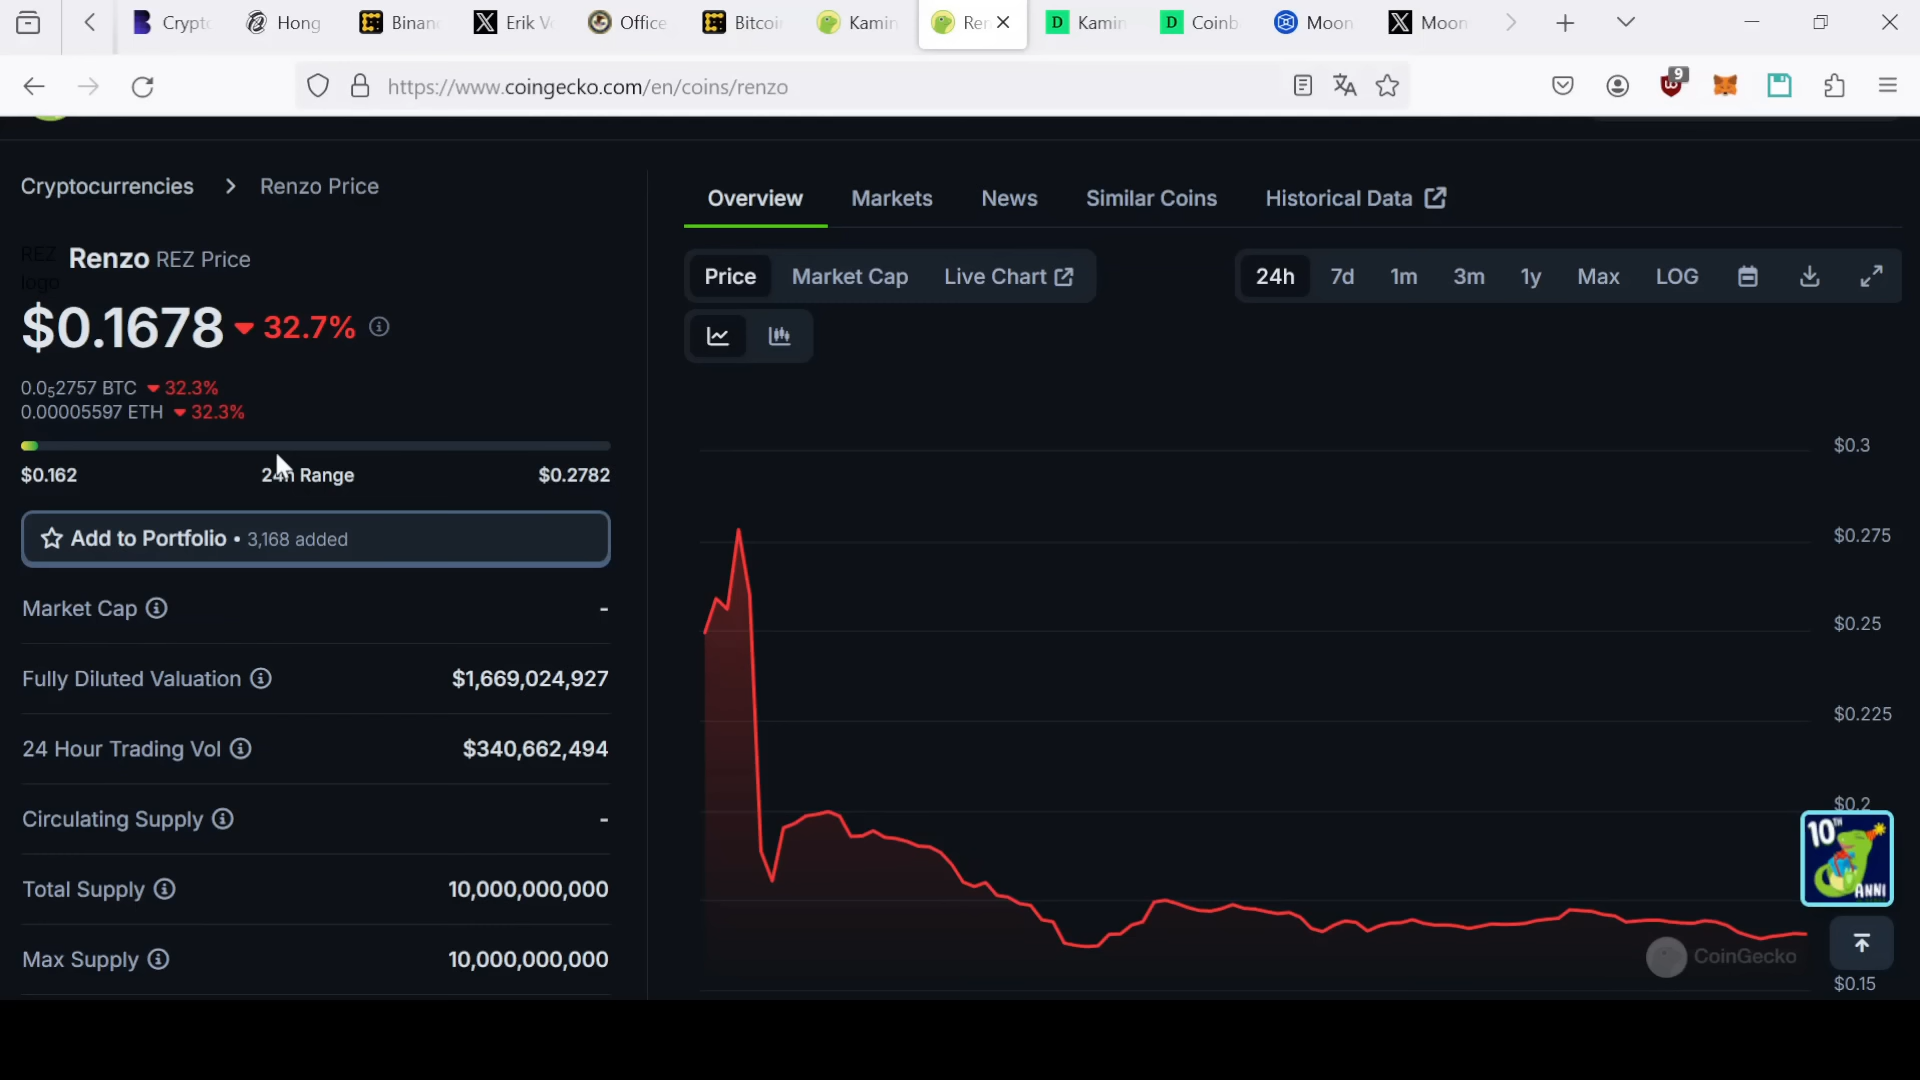 Crypto
Hong
Binan
Erik Vo
Office
Bitcoi
Kamin
Ren
D
Kamin
D
Coinb
Moon
Moon
https://www.coingecko.com/en/coins/renzo
9
Cryptocurrencies > Renzo Price
Overview
Markets
News
Similar Coins
Historical Data
REZ logo
Renzo REZ Price
Price
Market Cap
Live Chart
24h
7d
1m
3m
1y
Max
LOG
$0.1678 32.7%
0.0₅2757 BTC 32.3%
0.00005597 ETH 32.3%
$0.162
24h Range
$0.2782
Add to Portfolio • 3,168 added
Market Cap -
Fully Diluted Valuation $1,669,024,927
24 Hour Trading Vol $340,662,494
Circulating Supply -
Total Supply 10,000,000,000
Max Supply 10,000,000,000
$0.3
$0.275
$0.25
$0.225
$0.2
$0.15
10TH
ANNI
CoinGecko